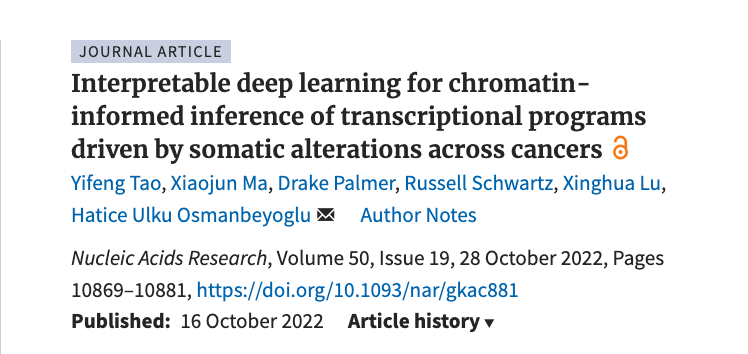 JOURNAL ARTICLE
Interpretable deep learning for chromatin-
informed inference of transcriptional programs
driven by somatic alterations across cancers
Yifeng Tao, Xiaojun Ma, Drake Palmer, Russell Schwartz, Xinghua Lu,
Hatice Ulku Osmanbeyoglu Author Notes
Nucleic Acids Research, Volume 50, Issue 19, 28 October 2022, Pages
10869–10881, https://doi.org/10.1093/nar/gkac881
Published: 16 October 2022 Article history ▾